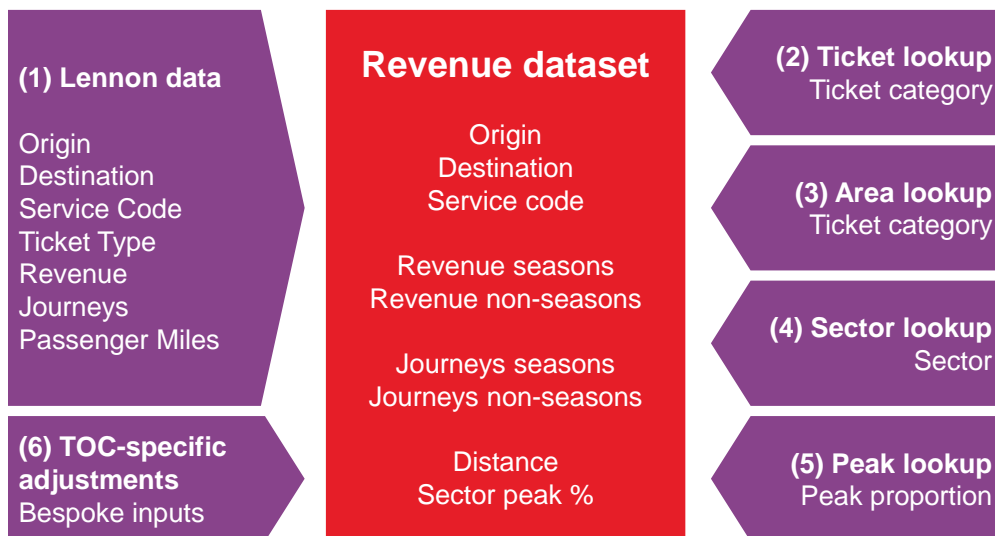 (1) Lennon data
Origin
Destination
Service Code
Ticket Type
Revenue
Journeys
Passenger Miles
(6) TOC-specific
adjustments
Bespoke inputs
Revenue dataset
Origin
Destination
Service code
Revenue seasons
Revenue non-seasons
Journeys seasons
Journeys non-seasons
Distance
Sector peak %
(2) Ticket lookup
Ticket category
(3) Area lookup
Ticket category
(4) Sector lookup
Sector
(5) Peak lookup
Peak proportion